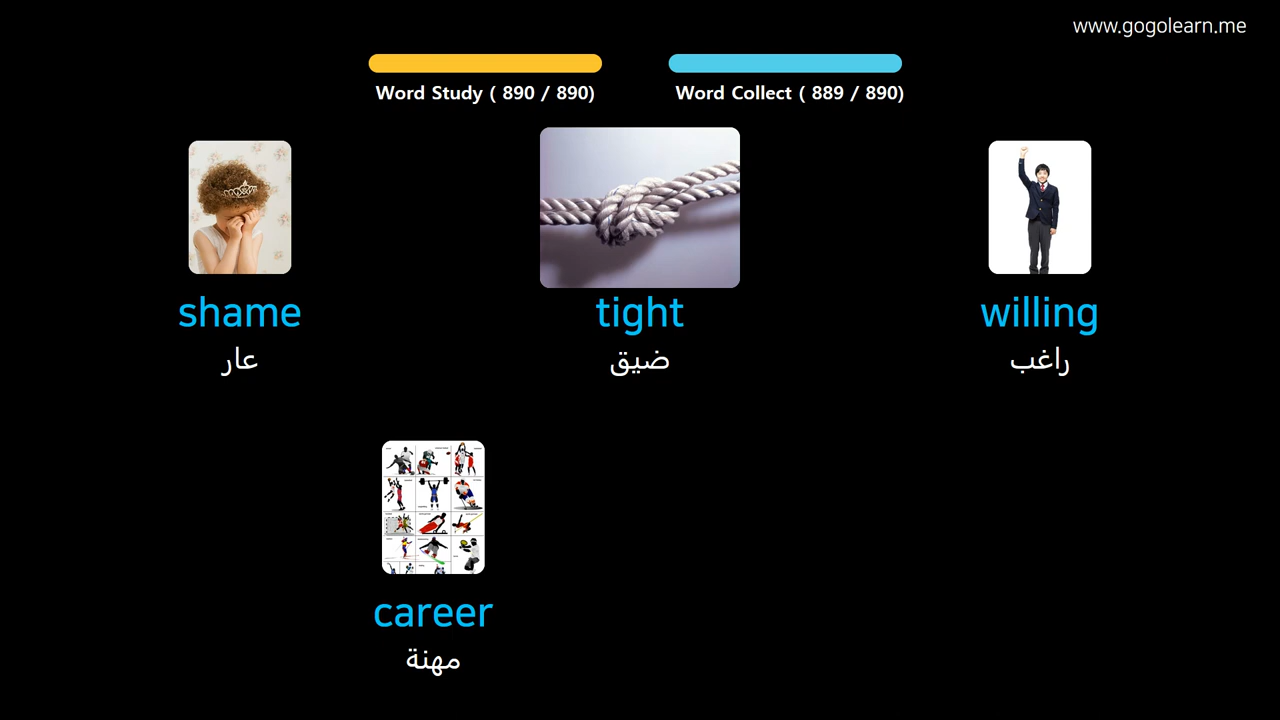 www.gogolearn.me
Word Study ( 890 / 890)
Word Collect ( 889 / 890)
shame
عار
tight
ضيق
willing
راغب
career
مهنة